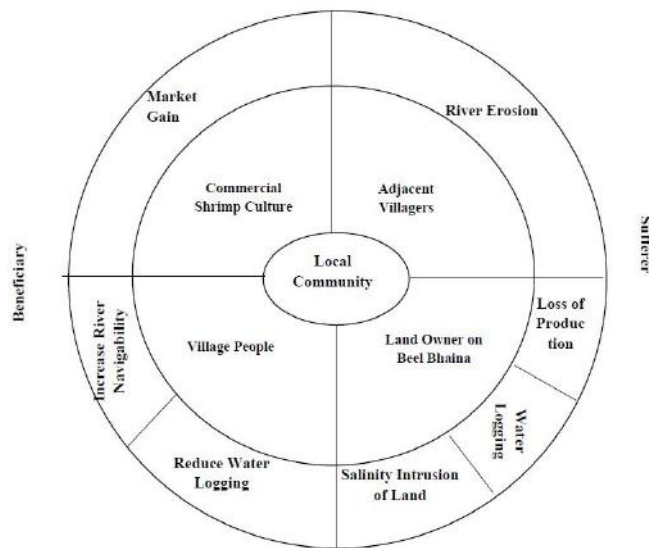 Market
Gain
River Erosion
Commercial
Shrimp Culture
Adjacent
Villagers
Beneficiary
Sufferer
Local
Community
Increase River
Navigability
Village People
Land Owner on
Beel Bhaina
Loss of
Produc
tion
Water
Logging
Reduce Water
Logging
Salinity Intrusion
of Land